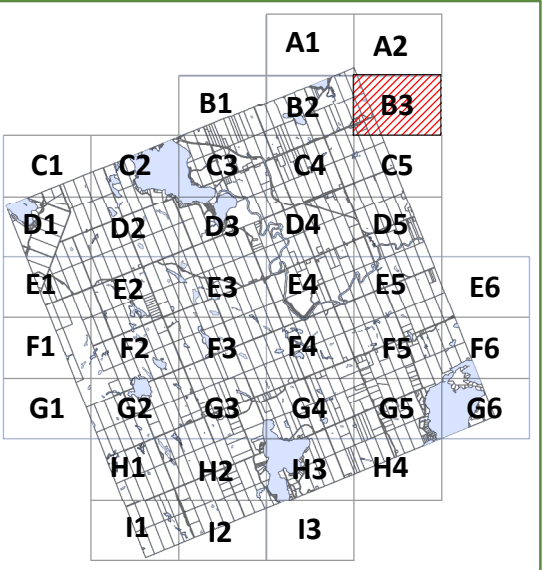 A1 A2
B1 B2 B3
C1 C2 C3 C4 C5
D1 D2 D3 D4 D5
E1 E2 E3 E4 E5 E6
F1 F2 F3 F4 F5 F6
G1 G2 G3 G4 G5 G6
H1 H2 H3 H4
I1 I2 I3